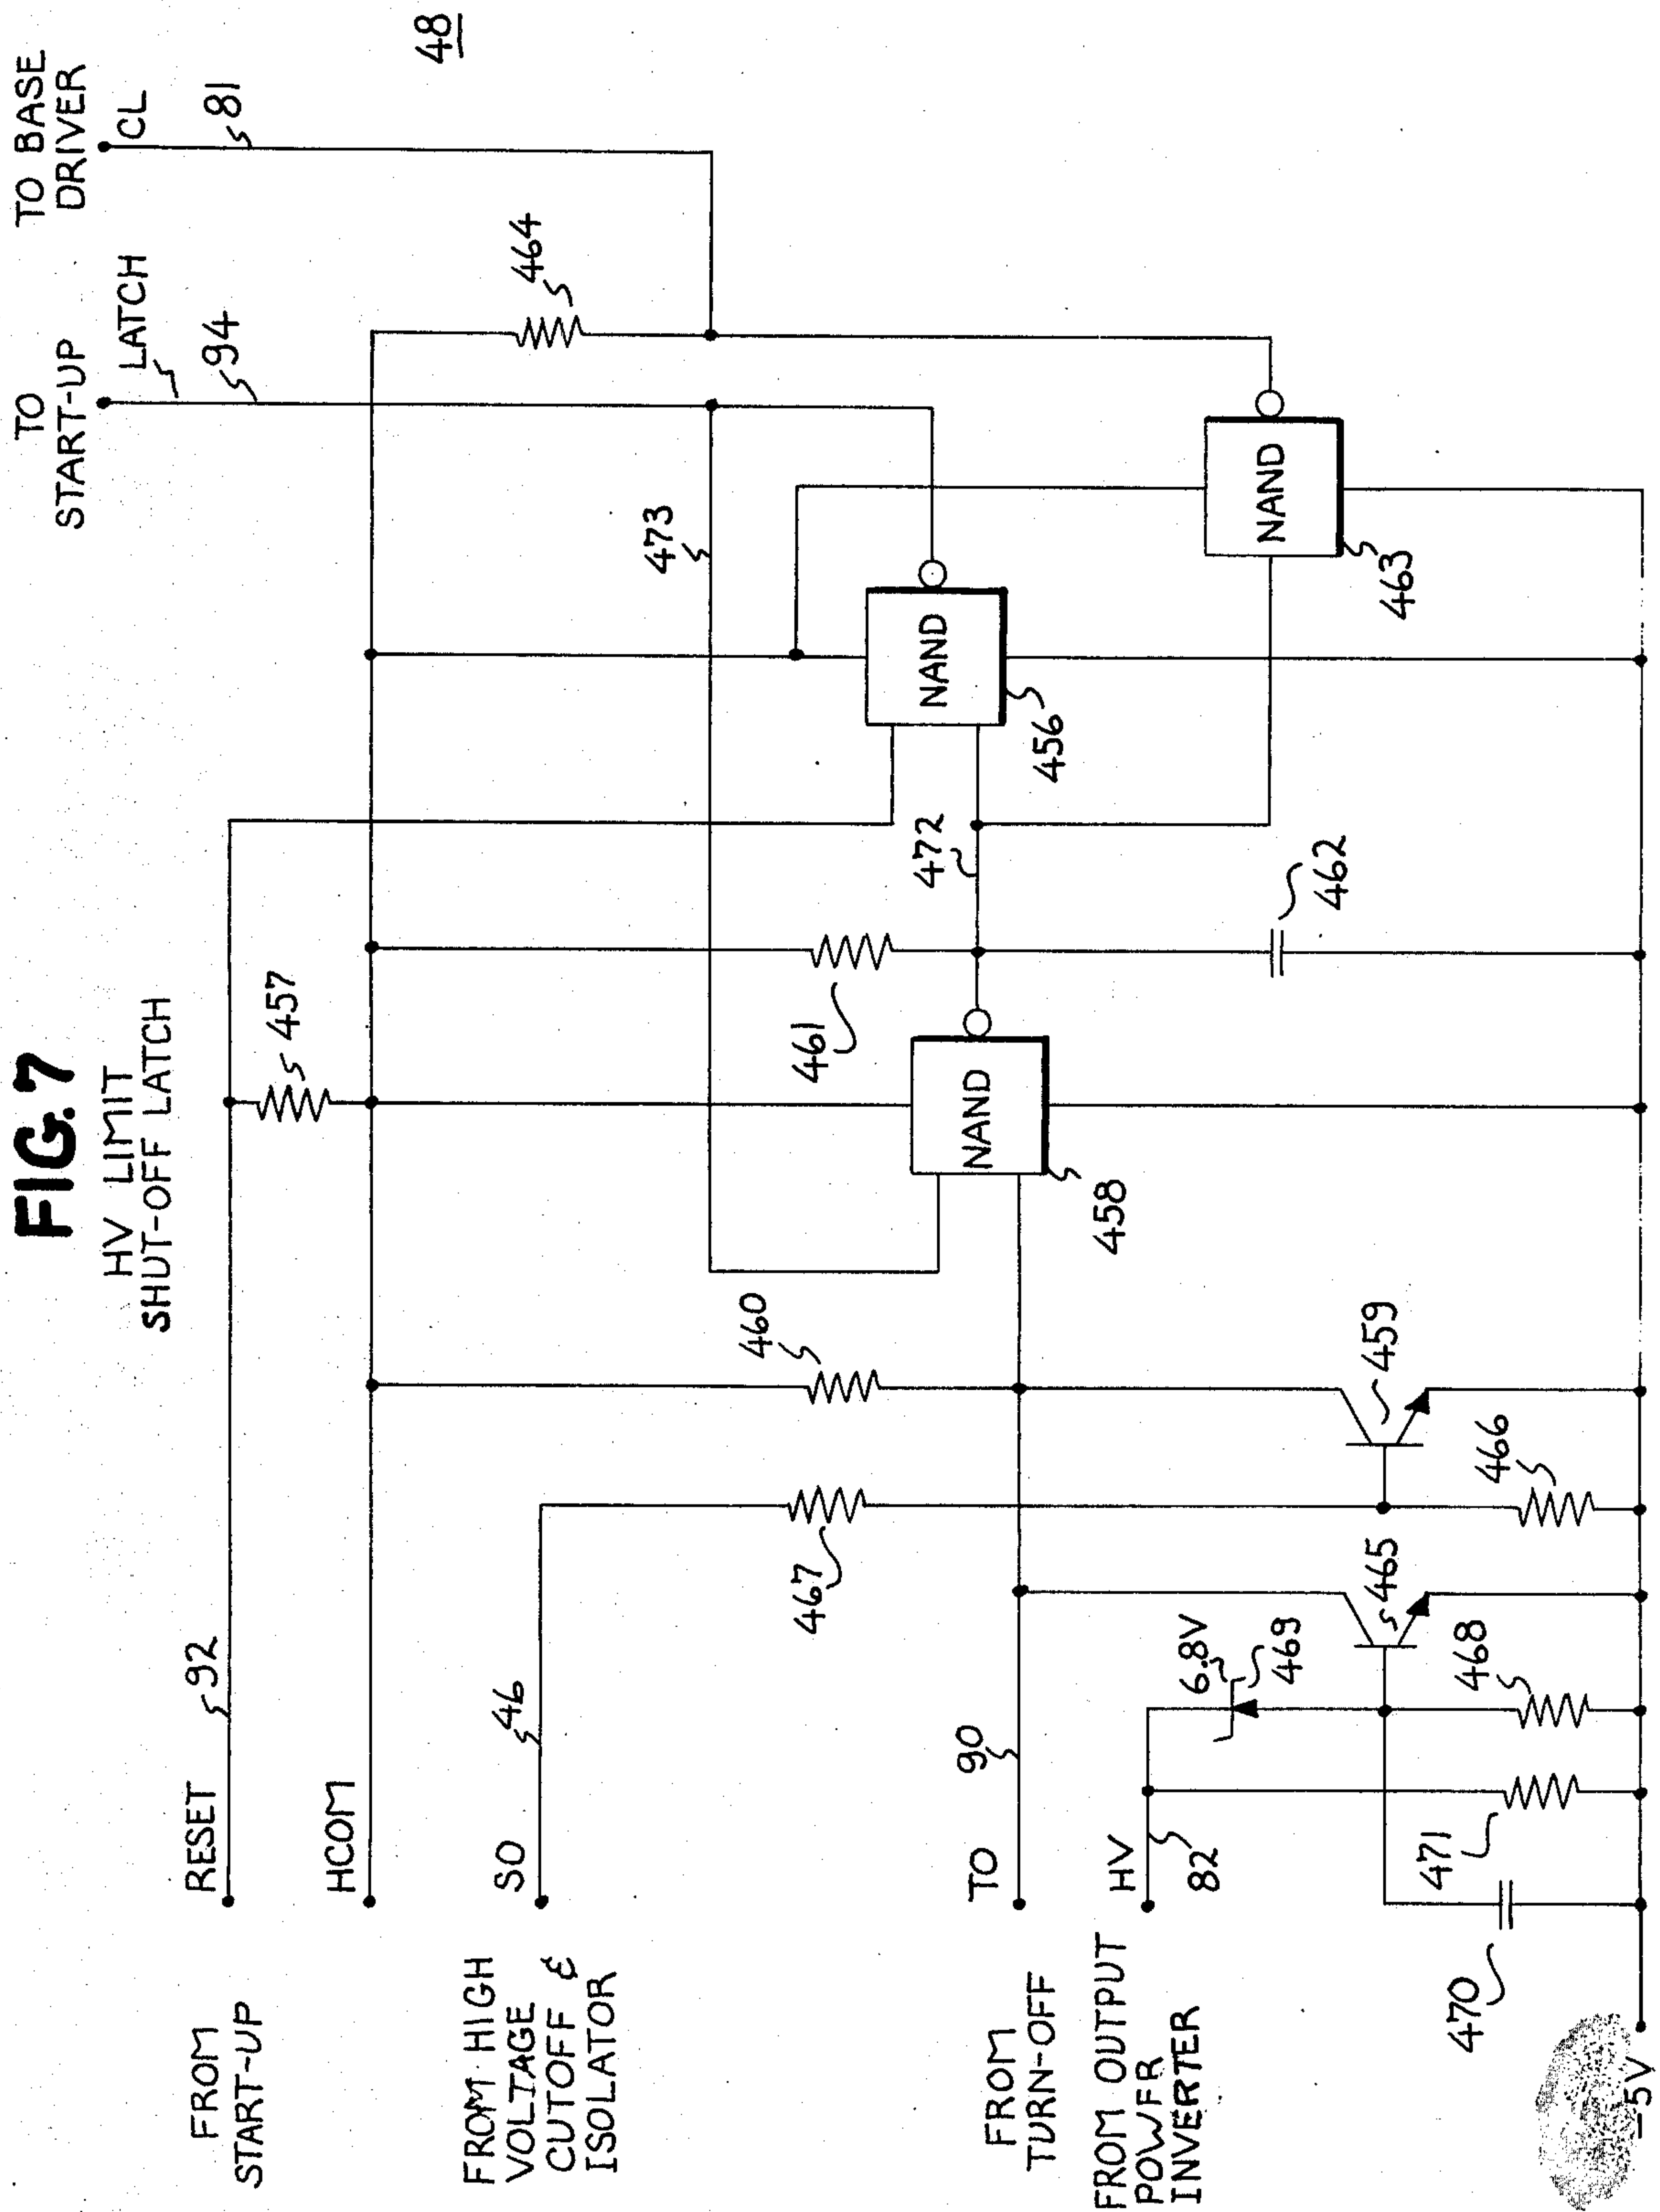 FIG. 7
HV LIMIT
SHUT-OFF LATCH
48
FROM
START-UP
RESET
92
457
TO
START-UP
LATCH
94
TO BASE
DRIVER
CL
81
HCOM
464
FROM HIGH
VOLTAGE
CUTOFF &
ISOLATOR
SO
46
467
460
461
473
472
NAND
458
NAND
456
NAND
463
462
FROM
TURN-OFF
TO
90
FROM OUTPUT
POWER
INVERTER
HV
82
6.8V
469
465
459
466
468
471
470
-5V